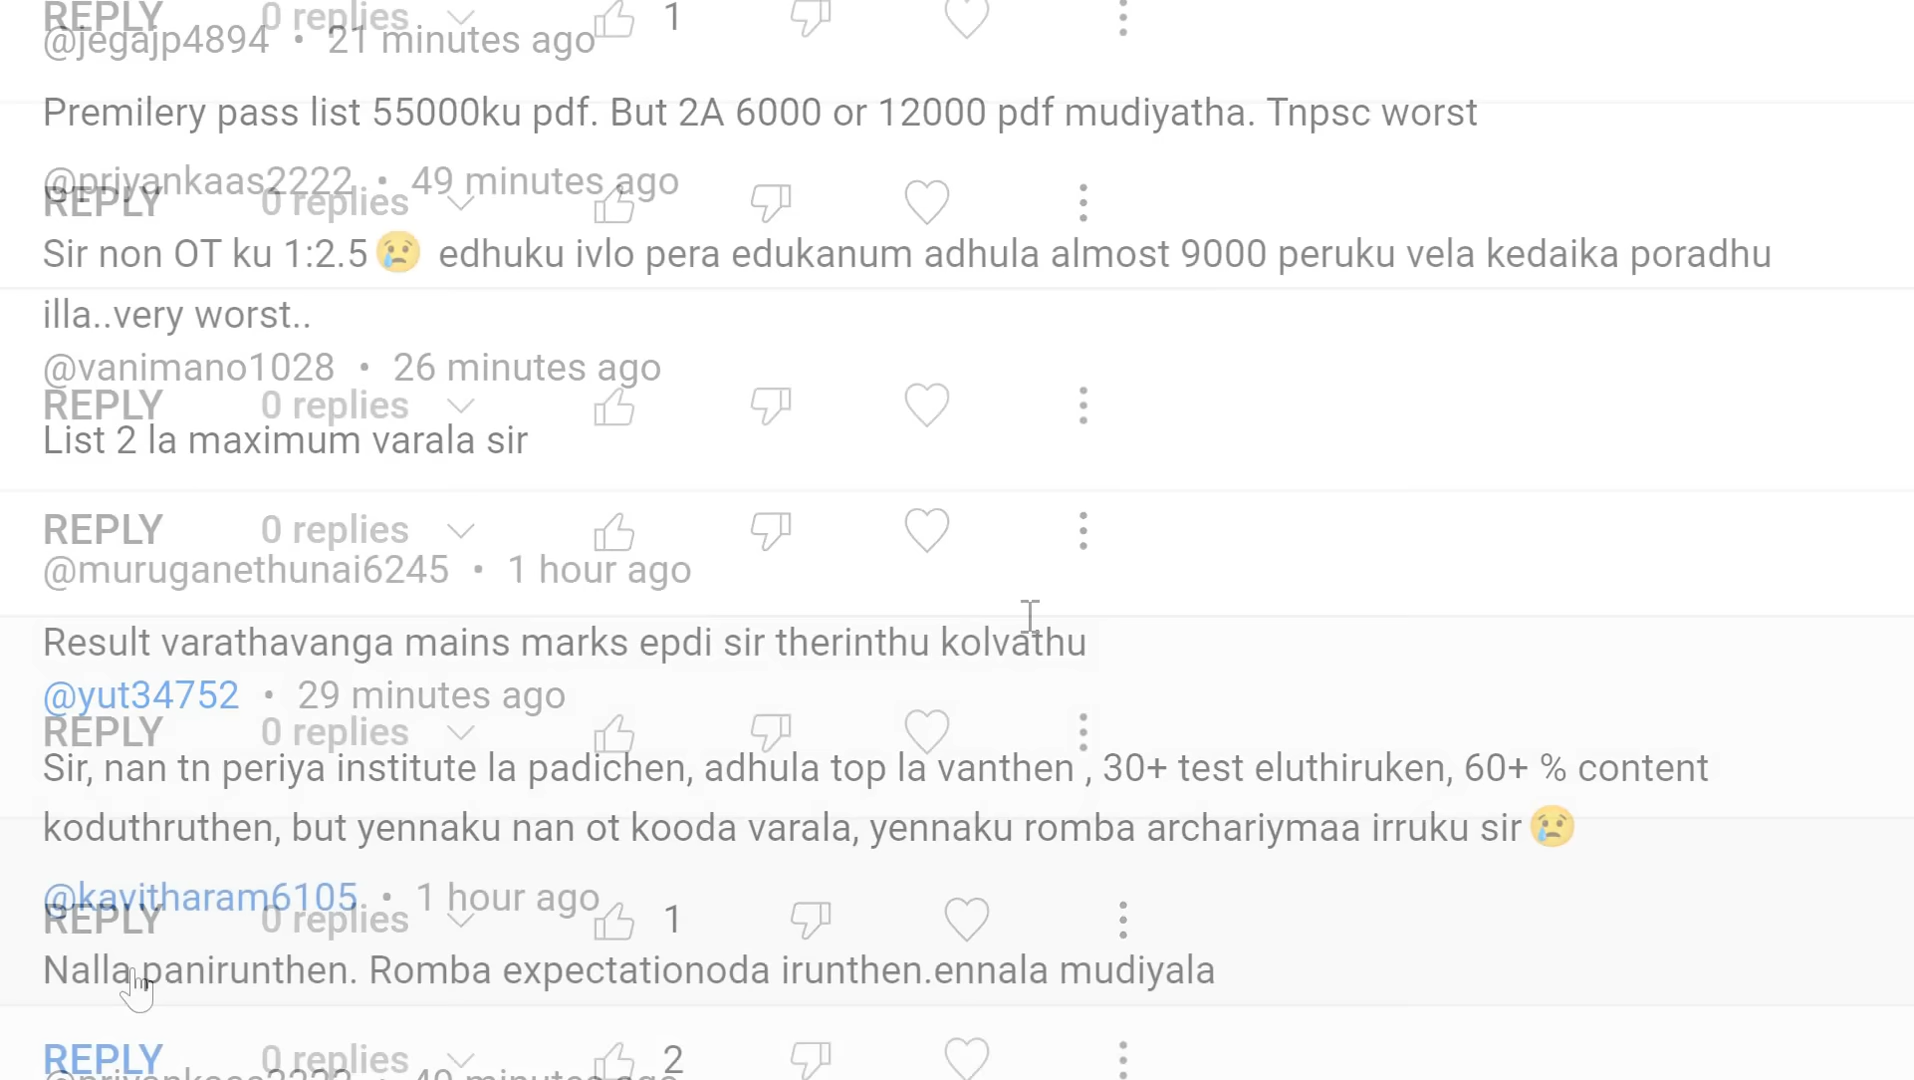 REPLY 0 replies 1
@jegajp4894 • 21 minutes ago
Premilery pass list 55000ku pdf. But 2A 6000 or 12000 pdf mudiyatha. Tnpsc worst
@priyankaas2222 • 49 minutes ago
REPLY 0 replies
Sir non OT ku 1:2.5😢 edhuku ivlo pera edukanum adhula almost 9000 peruku vela kedaika poradhu
illa..very worst..
@vanimano1028 • 26 minutes ago
REPLY 0 replies
List 2 la maximum varala sir
REPLY 0 replies
@muruganethunai6245 • 1 hour ago
Result varathavanga mains marks epdi sir therinthu kolvathu
@yut34752 • 29 minutes ago
REPLY 0 replies
Sir, nan tn periya institute la padichen, adhula top la vanthen , 30+ test eluthiruken, 60+ % content
koduthruthen, but yennaku nan ot kooda varala, yennaku romba archariymaa irruku sir😢
@kavitharam6105 • 1 hour ago
REPLY 0 replies 1
Nalla panirunthen. Romba expectationoda irunthen.ennala mudiyala
REPLY 0 replies 2
@priyankaas2222 • 49 minutes ago